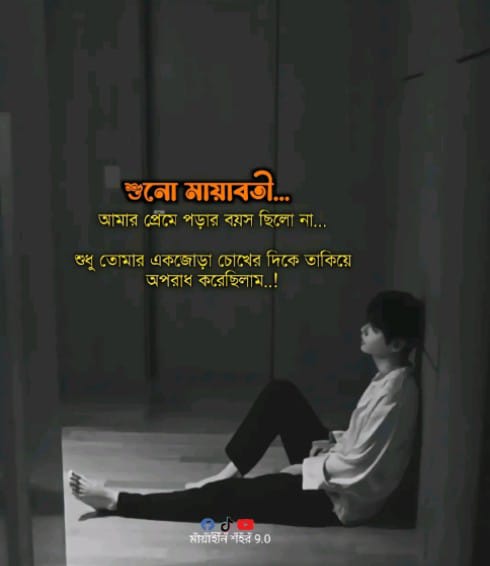 শুনো মায়াবতী...
আমার প্রেমে পড়ার বয়স ছিলো না...
শুধু তোমার একজোড়া চোখের দিকে তাকিয়ে
অপরাধ করেছিলাম..!
মায়াহীন শহর 9.0